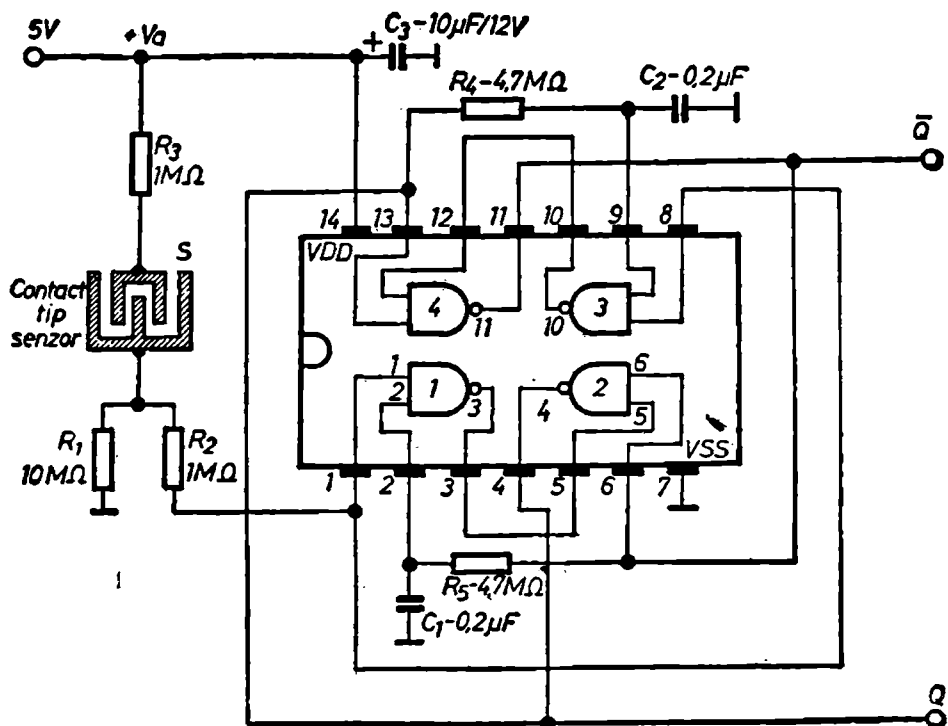 5V
+Va
C3-10μF/12V
R4-4,7MΩ
C2-0,2μF
Q̅
R3
1MΩ
14 13 12 11 10 9 8
VDD
S
Contact
tip
senzor
4
11
10
3
1
2
1
3
4
2
6
5
R1
10MΩ
R2
1MΩ
VSS
1 2 3 4 5 6 7
R5-4,7MΩ
C1-0,2μF
Q